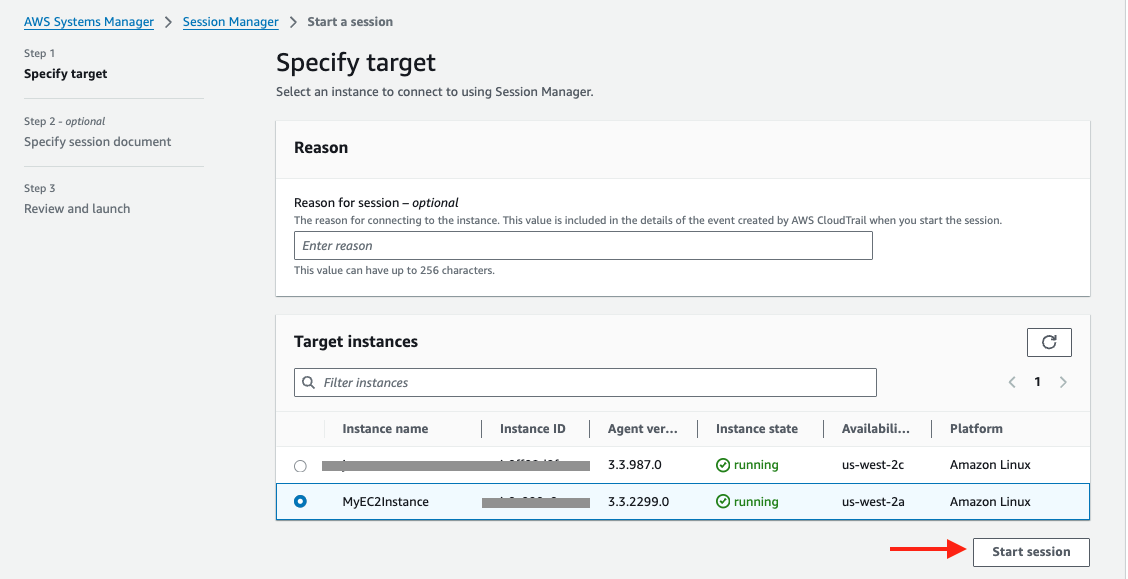 AWS Systems Manager > Session Manager > Start a session
Step 1
Specify target
Step 2 - optional
Specify session document
Step 3
Review and launch
Specify target
Select an instance to connect to using Session Manager.
Reason
Reason for session – optional
The reason for connecting to the instance. This value is included in the details of the event created by AWS CloudTrail when you start the session.
Enter reason
This value can have up to 256 characters.
Target instances
Filter instances
< 1 >
Instance name Instance ID Agent ver... Instance state Availabili... Platform
3.3.987.0 running us-west-2c Amazon Linux
MyEC2Instance 3.3.2299.0 running us-west-2a Amazon Linux
Start session